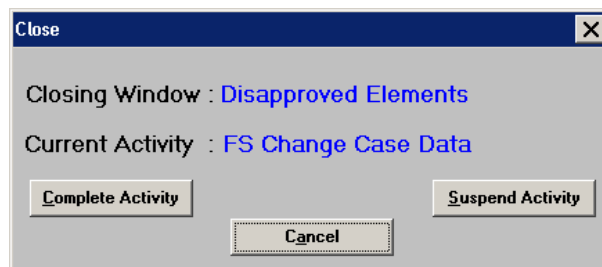 Close
Closing Window : Disapproved Elements
Current Activity : FS Change Case Data
Complete Activity
Suspend Activity
Cancel